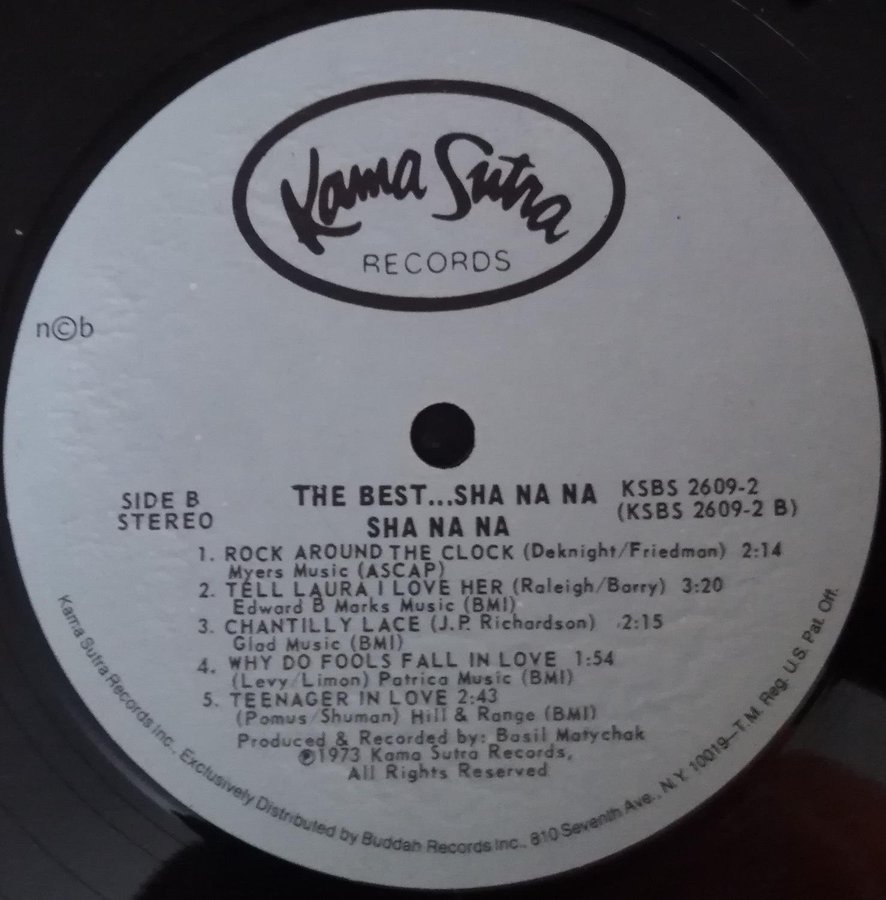 Kama Sutra
RECORDS
n©b
SIDE B
STEREO
THE BEST...SHA NA NA
SHA NA NA
KSBS 2609-2
(KSBS 2609-2 B)
1. ROCK AROUND THE CLOCK (Deknight/Friedman) 2:14
Myers Music (ASCAP)
2. TELL LAURA I LOVE HER (Raleigh/Barry) 3:20
Edward B Marks Music (BMI)
3. CHANTILLY LACE (J.P. Richardson) 2:15
Glad Music (BMI)
4. WHY DO FOOLS FALL IN LOVE 1:54
(Levy/Limon) Patrica Music (BMI)
5. TEENAGER IN LOVE 2:43
(Pomus/Shuman) Hill & Range (BMI)
Produced & Recorded by: Basil Matychak
℗1973 Kama Sutra Records,
All Rights Reserved
Kama Sutra Records Inc., Exclusively Distributed by Buddah Records Inc., 810 Seventh Ave., N.Y. 10019—T.M. Reg. U.S. Pat. Off.